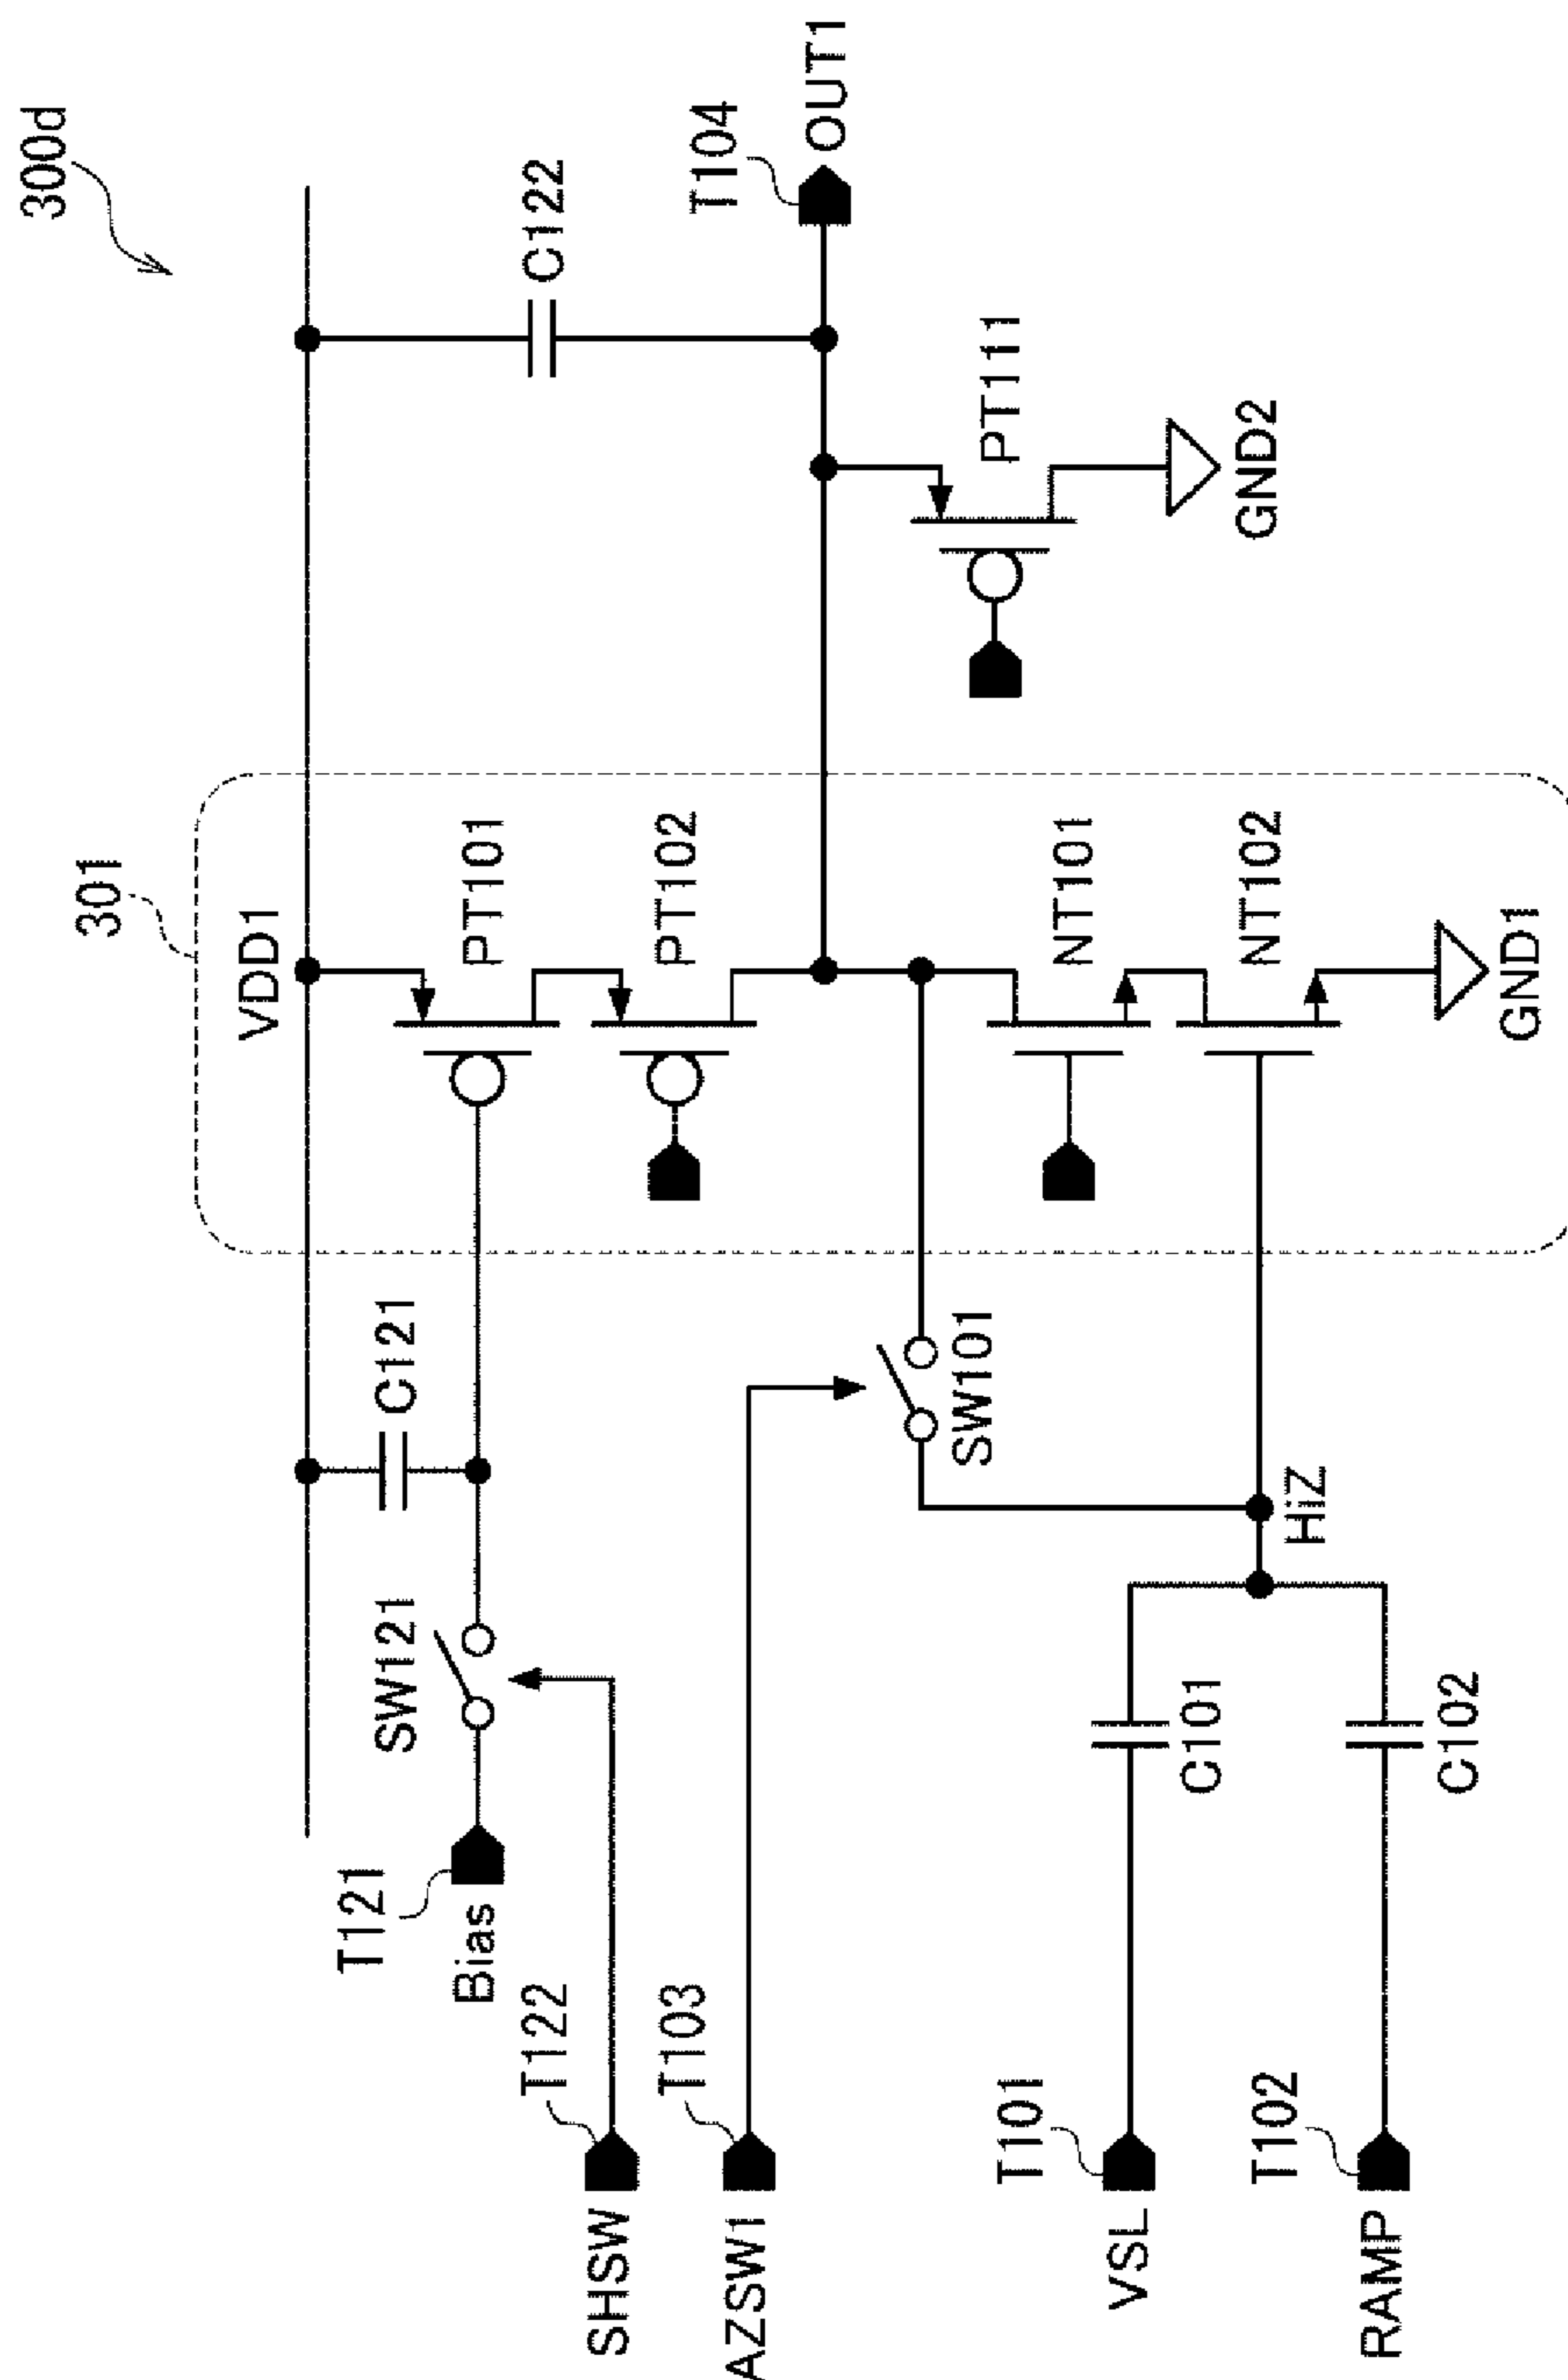 300d
301
VDD1
T121
SW121
C121
PT101
C122
Bias
T122
PT102
T104
SHSW
OUT1
T103
AZSW1
SW101
PT111
T101
NT101
VSL
C101
HiZ
NT102
GND2
T102
RAMP
C102
GND1